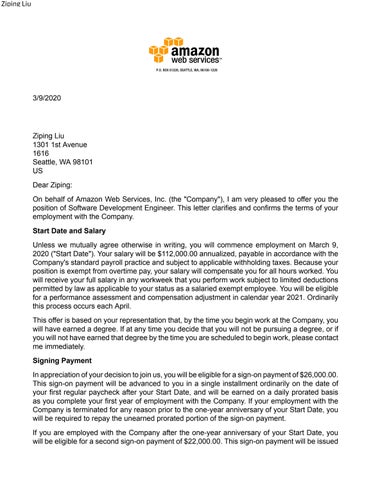 Ziping Liu
amazon
web services™
P.O. BOX 81226, SEATTLE, WA, 98108-1226
3/9/2020
Ziping Liu
1301 1st Avenue
1616
Seattle, WA 98101
US
Dear Ziping:
On behalf of Amazon Web Services, Inc. (the "Company"), I am very pleased to offer you the
position of Software Development Engineer. This letter clarifies and confirms the terms of your
employment with the Company.
Start Date and Salary
Unless we mutually agree otherwise in writing, you will commence employment on March 9,
2020 ("Start Date"). Your salary will be $112,000.00 annualized, payable in accordance with the
Company's standard payroll practice and subject to applicable withholding taxes. Because your
position is exempt from overtime pay, your salary will compensate you for all hours worked. You
will receive your full salary in any workweek that you perform work subject to limited deductions
permitted by law as applicable to your status as a salaried exempt employee. You will be eligible
for a performance assessment and compensation adjustment in calendar year 2021. Ordinarily
this process occurs each April.
This offer is based on your representation that, by the time you begin work at the Company, you
will have earned a degree. If at any time you decide that you will not be pursuing a degree, or if
you will not have earned that degree by the time you are scheduled to begin work, please contact
me immediately.
Signing Payment
In appreciation of your decision to join us, you will be eligible for a sign-on payment of $26,000.00.
This sign-on payment will be advanced to you in a single installment ordinarily on the date of
your first regular paycheck after your Start Date, and will be earned on a daily prorated basis
as you complete your first year of employment with the Company. If your employment with the
Company is terminated for any reason prior to the one-year anniversary of your Start Date, you
will be required to repay the unearned prorated portion of the sign-on payment.
If you are employed with the Company after the one-year anniversary of your Start Date, you
will be eligible for a second sign-on payment of $22,000.00. This sign-on payment will be issued